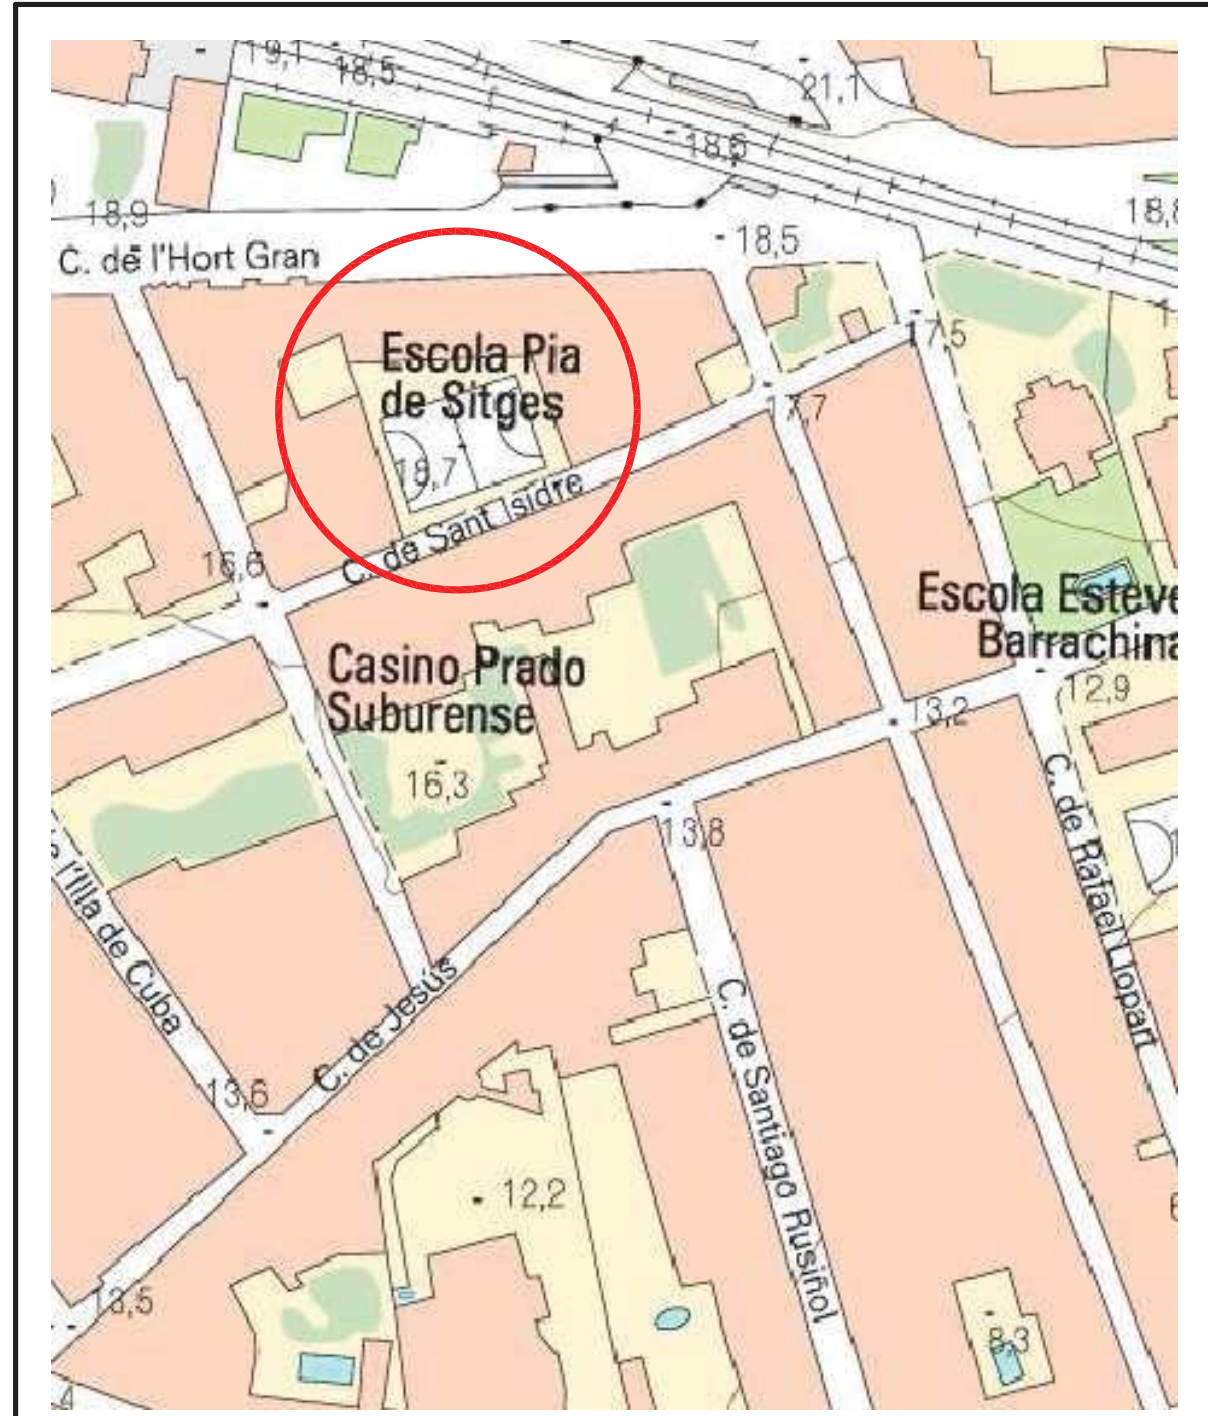 19,1
18,5
21,1
18,6
18,9
18,8
C. de l'Hort Gran
18,5
17,5
Escola Pia
de Sitges
17,7
18,7
C. de Sant Isidre
16,6
Escola Esteve
Barrachina
Casino Prado
Suburense
12,9
13,2
16,3
13,8
C. de Rafael Llopart
l'Illa de Cuba
C. de Jesús
C. de Santiago Rusiñol
13,6
12,2
13,5
8,3
4